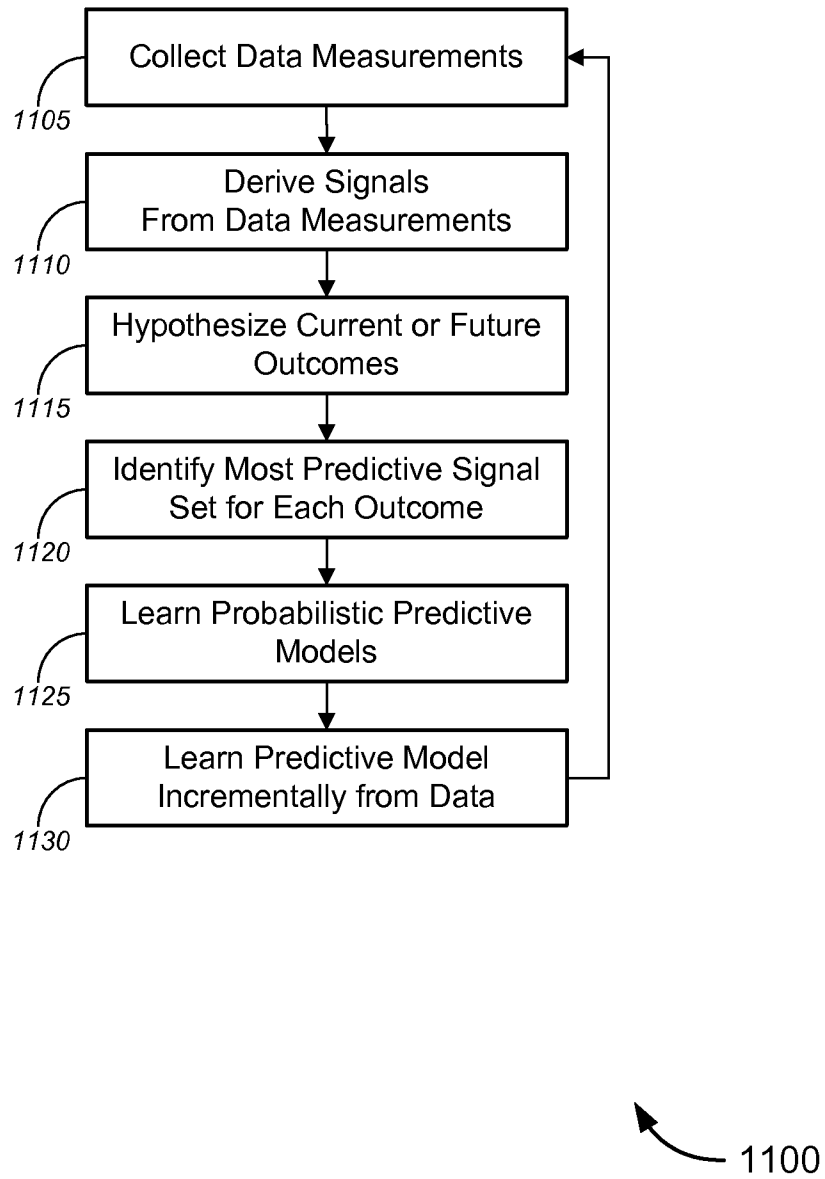 Collect Data Measurements
1105
Derive Signals
From Data Measurements
1110
Hypothesize Current or Future
Outcomes
1115
Identify Most Predictive Signal
Set for Each Outcome
1120
Learn Probabilistic Predictive
Models
1125
Learn Predictive Model
Incrementally from Data
1130
1100